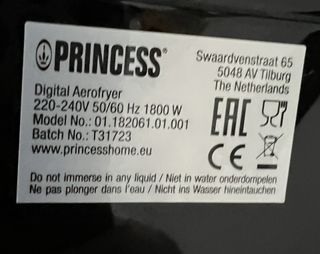 PRINCESS®
Swaardvenstraat 65
5048 AV Tilburg
The Netherlands
Digital Aerofryer
220-240V 50/60 Hz 1800 W
Model No.: 01.182061.01.001
Batch No.: T31723
www.princesshome.eu
EAC
CE
Do not immerse in any liquid / Niet in water onderdompelen
Ne pas plonger dans l'eau / Nicht ins Wasser hineintauchen